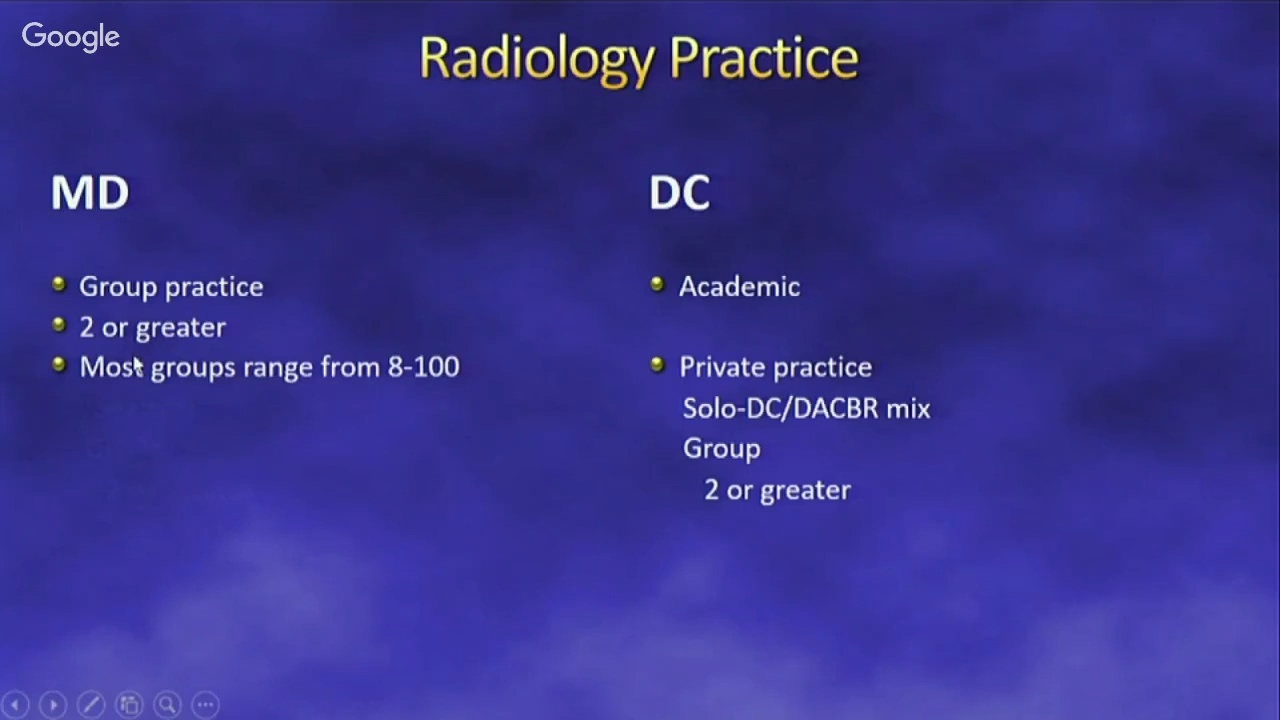 Google
Radiology Practice
MD
Group practice
2 or greater
Most groups range from 8-100
DC
Academic
Private practice
Solo-DC/DACBR mix
Group
2 or greater